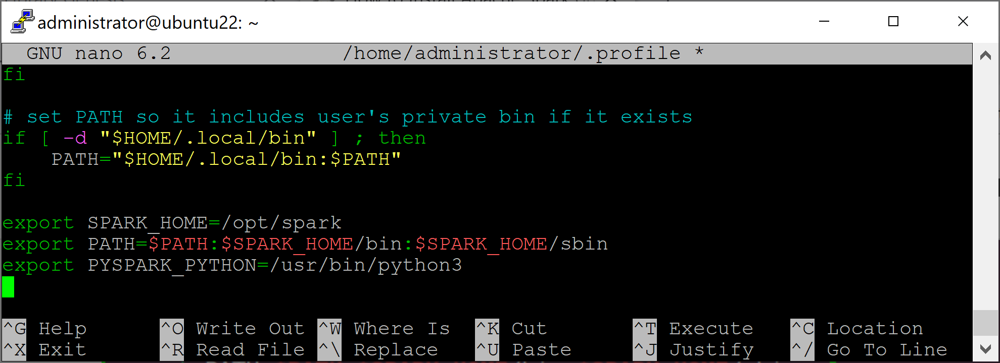 administrator@ubuntu22: ~
GNU nano 6.2 /home/administrator/.profile *
fi
# set PATH so it includes user's private bin if it exists
if [ -d "$HOME/.local/bin" ] ; then
    PATH="$HOME/.local/bin:$PATH"
fi
export SPARK_HOME=/opt/spark
export PATH=$PATH:$SPARK_HOME/bin:$SPARK_HOME/sbin
export PYSPARK_PYTHON=/usr/bin/python3
^G Help ^O Write Out ^W Where Is ^K Cut ^T Execute ^C Location
^X Exit ^R Read File ^\ Replace ^U Paste ^J Justify ^/ Go To Line